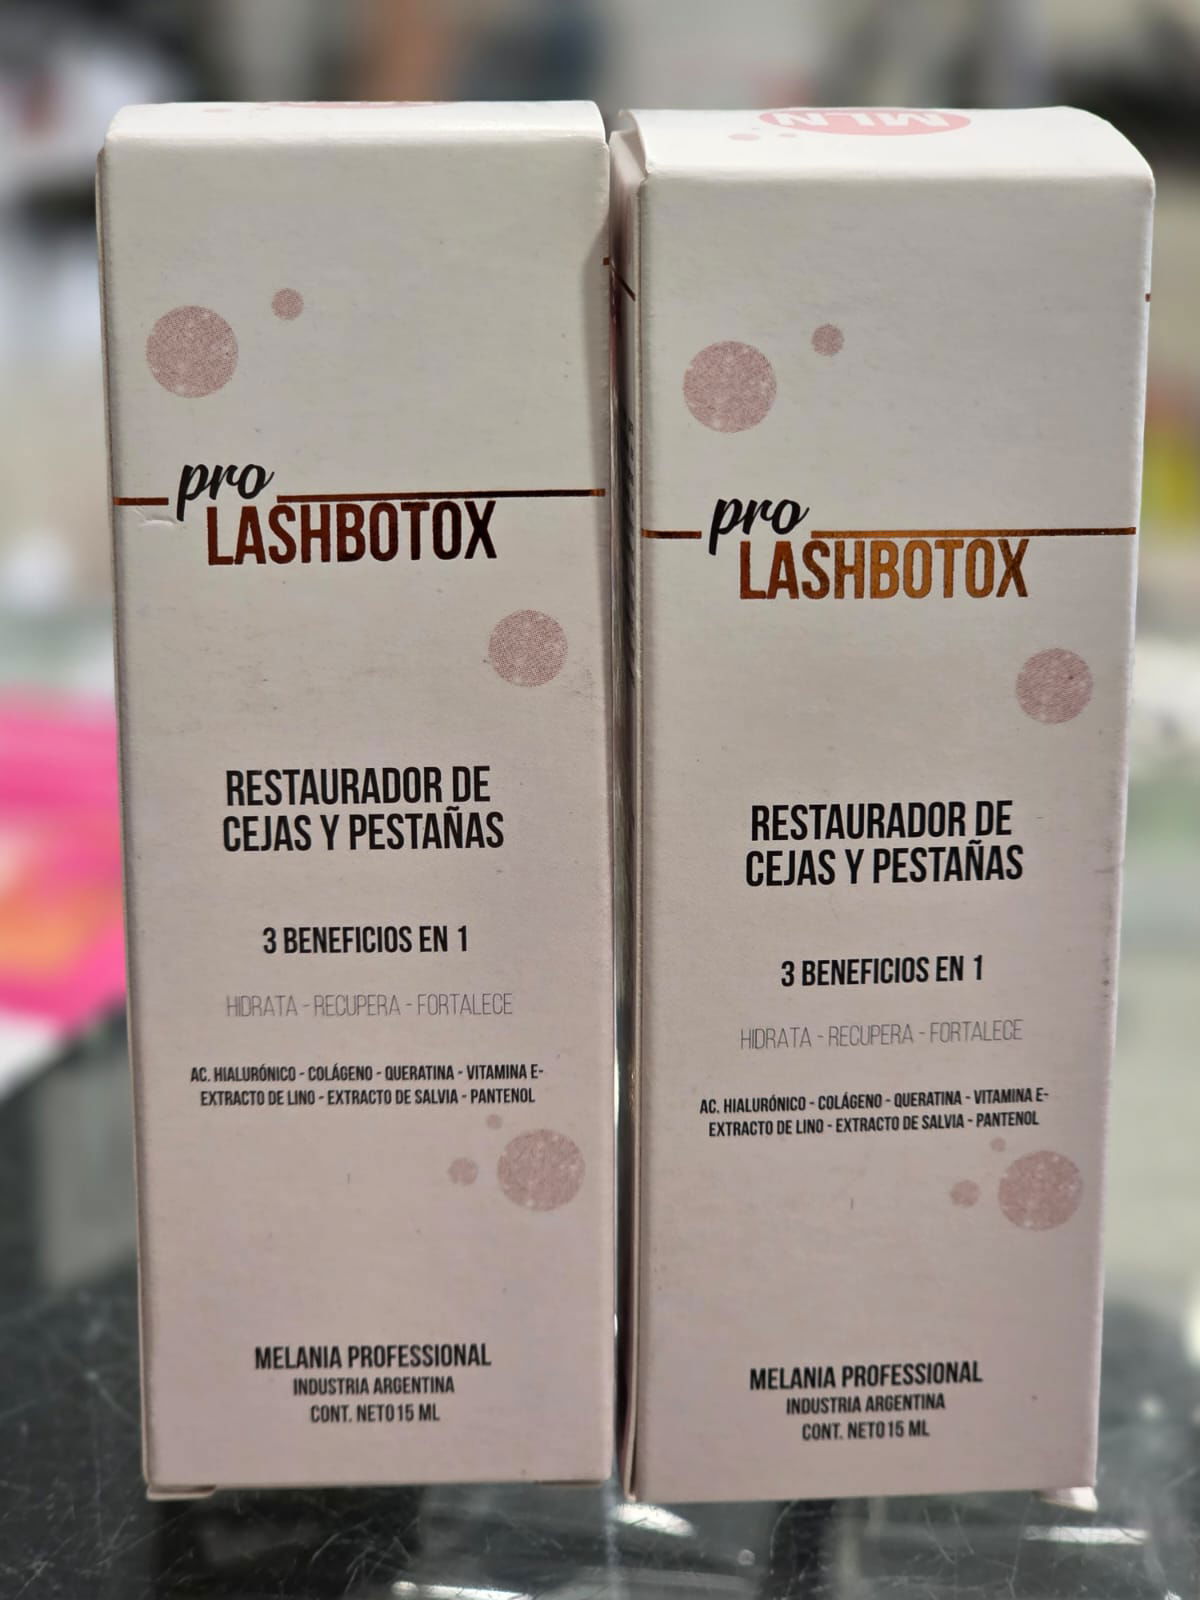 pro
LASHBOTOX
RESTAURADOR DE
CEJAS Y PESTAÑAS
3 BENEFICIOS EN 1
HIDRATA - RECUPERA - FORTALECE
AC. HIALURÓNICO - COLÁGENO - QUERATINA - VITAMINA E-
EXTRACTO DE LINO - EXTRACTO DE SALVIA - PANTENOL
MELANIA PROFESSIONAL
INDUSTRIA ARGENTINA
CONT. NETO 15 ML
MLN
pro
LASHBOTOX
RESTAURADOR DE
CEJAS Y PESTAÑAS
3 BENEFICIOS EN 1
HIDRATA - RECUPERA - FORTALECE
AC. HIALURÓNICO - COLÁGENO - QUERATINA - VITAMINA E-
EXTRACTO DE LINO - EXTRACTO DE SALVIA - PANTENOL
MELANIA PROFESSIONAL
INDUSTRIA ARGENTINA
CONT. NETO 15 ML